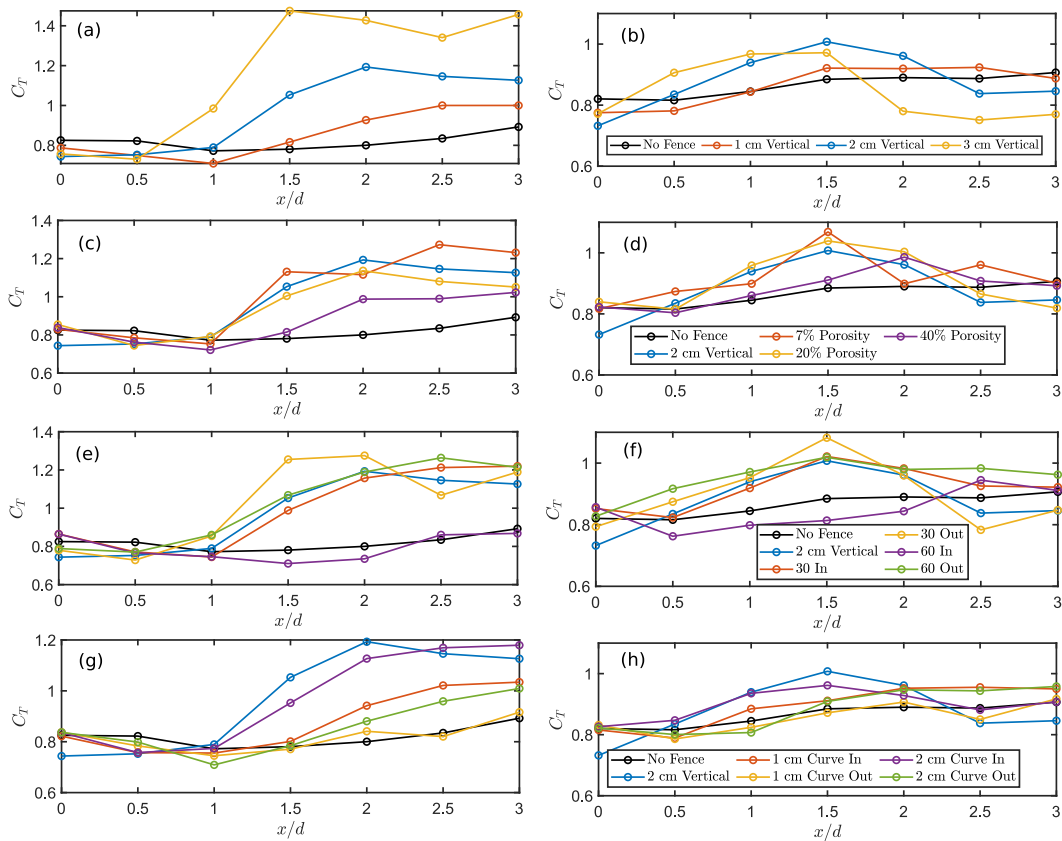 (a)
1.4
1.2
1
0.8
C_T
0 0.5 1 1.5 2 2.5 3
x/d
(b)
1
0.8
0.6
C_T
No Fence 1 cm Vertical 2 cm Vertical 3 cm Vertical
0 0.5 1 1.5 2 2.5 3
x/d
(c)
1.4
1.2
1
0.8
0.6
C_T
0 0.5 1 1.5 2 2.5 3
x/d
(d)
1
0.8
0.6
C_T
No Fence 7% Porosity 40% Porosity
2 cm Vertical 20% Porosity
0 0.5 1 1.5 2 2.5 3
x/d
(e)
1.4
1.2
1
0.8
0.6
C_T
0 0.5 1 1.5 2 2.5 3
x/d
(f)
1
0.8
0.6
C_T
No Fence 30 Out
2 cm Vertical 60 In
30 In 60 Out
0 0.5 1 1.5 2 2.5 3
x/d
(g)
1.2
1
0.8
0.6
C_T
0 0.5 1 1.5 2 2.5 3
x/d
(h)
1
0.8
0.6
C_T
No Fence 1 cm Curve In 2 cm Curve In
2 cm Vertical 1 cm Curve Out 2 cm Curve Out
0 0.5 1 1.5 2 2.5 3
x/d